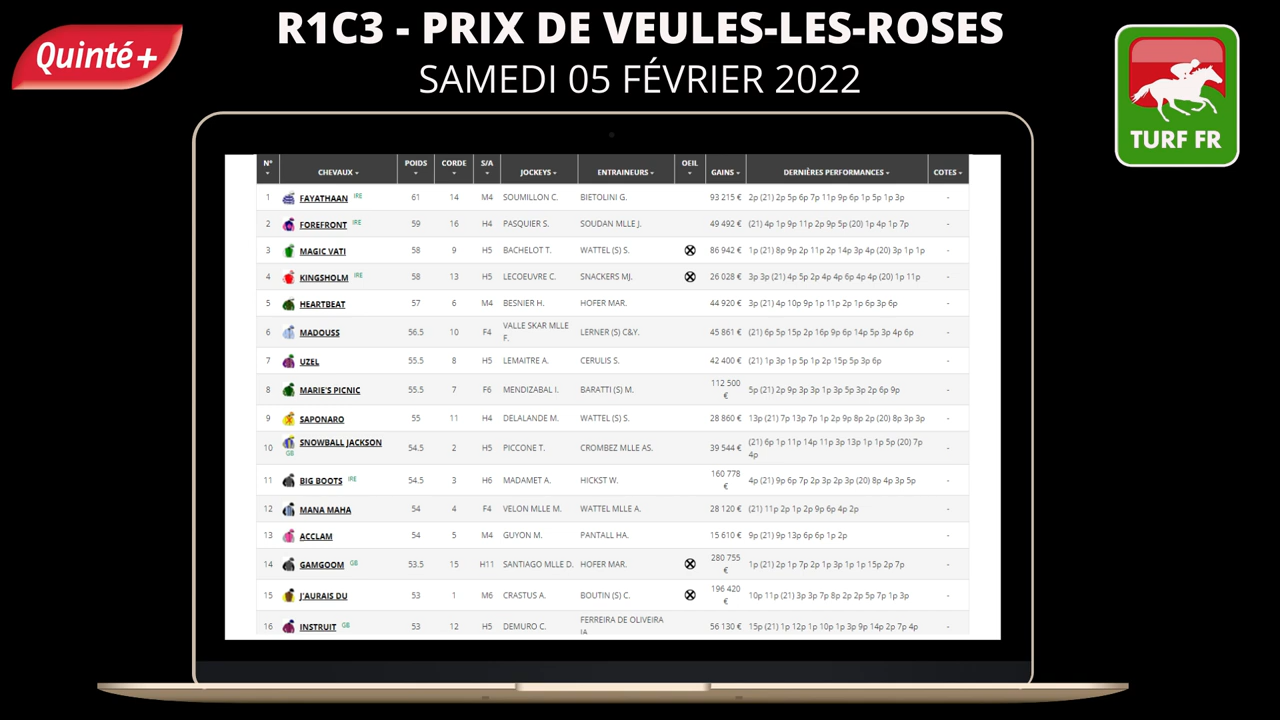 R1C3 - PRIX DE VEULES-LES-ROSES
Quinté+
SAMEDI 05 FÉVRIER 2022
TURF FR
N° CHEVAUX POIDS CORDE S/A JOCKEYS ENTRAINEURS OEIL GAINS DERNIÈRES PERFORMANCES COTES
1 FAYATHAAN IRE 61 14 M4 SOUMILLON C. BIETOLINI G. 93 215 € 2p (21) 2p 5p 6p 7p 11p 9p 6p 1p 5p 1p 3p -
2 FOREFRONT IRE 59 16 H4 PASQUIER S. SOUDAN MLLE J. 49 492 € (21) 4p 1p 9p 11p 2p 9p 5p (20) 1p 4p 1p 7p -
3 MAGIC VATI 58 9 H5 BACHELOT T. WATTEL (S) S. 86 942 € 1p (21) 8p 9p 2p 11p 2p 14p 3p 4p (20) 3p 1p 1p -
4 KINGSHOLM IRE 58 13 H5 LECOEUVRE C. SNACKERS MJ. 26 028 € 3p 3p (21) 4p 5p 2p 4p 4p 6p 4p 4p (20) 1p 11p -
5 HEARTBEAT 57 6 M4 BESNIER H. HOFER MAR. 44 920 € 3p (21) 4p 10p 9p 1p 11p 2p 1p 6p 3p 6p -
6 MADOUSS 56.5 10 F4 VALLE SKAR MLLE F. LERNER (S) C&Y. 45 861 € (21) 6p 5p 15p 2p 16p 9p 6p 14p 5p 3p 4p 6p -
7 UZEL 55.5 8 H5 LEMAITRE A. CERULIS S. 42 400 € (21) 1p 3p 1p 5p 1p 2p 15p 5p 3p 6p -
8 MARIE'S PICNIC 55.5 7 F6 MENDIZABAL I. BARATTI (S) M. 112 500 € 5p (21) 2p 9p 3p 3p 1p 3p 5p 3p 2p 6p 9p -
9 SAPONARO 55 11 H4 DELALANDE M. WATTEL (S) S. 28 860 € 13p (21) 7p 13p 7p 1p 2p 9p 8p 2p (20) 8p 3p 3p -
10 SNOWBALL JACKSON GB 54.5 2 H5 PICCONE T. CROMBEZ MLLE AS. 39 544 € (21) 6p 1p 11p 14p 11p 3p 13p 1p 1p 5p (20) 7p 4p -
11 BIG BOOTS IRE 54.5 3 H6 MADAMET A. HICKST W. 160 778 € 4p (21) 9p 6p 7p 2p 3p 2p 3p (20) 8p 4p 3p 5p -
12 MANA MAHA 54 4 F4 VELON MLLE M. WATTEL MLLE A. 28 120 € (21) 11p 2p 1p 2p 9p 6p 4p 2p -
13 ACCLAM 54 5 M4 GUYON M. PANTALL HA. 15 610 € 9p (21) 9p 13p 6p 6p 1p 2p -
14 GAMGOOM GB 53.5 15 H11 SANTIAGO MLLE D. HOFER MAR. 280 755 € 1p (21) 2p 1p 7p 2p 1p 3p 1p 1p 15p 2p 7p -
15 J'AURAIS DU 53 1 M6 CRASTUS A. BOUTIN (S) C. 196 420 € 10p 11p (21) 3p 3p 7p 8p 2p 2p 5p 7p 1p 3p -
16 INSTRUIT GB 53 12 H5 DEMURO C. FERREIRA DE OLIVEIRA JA 56 130 € 15p (21) 1p 12p 1p 10p 1p 3p 9p 14p 2p 7p 4p -